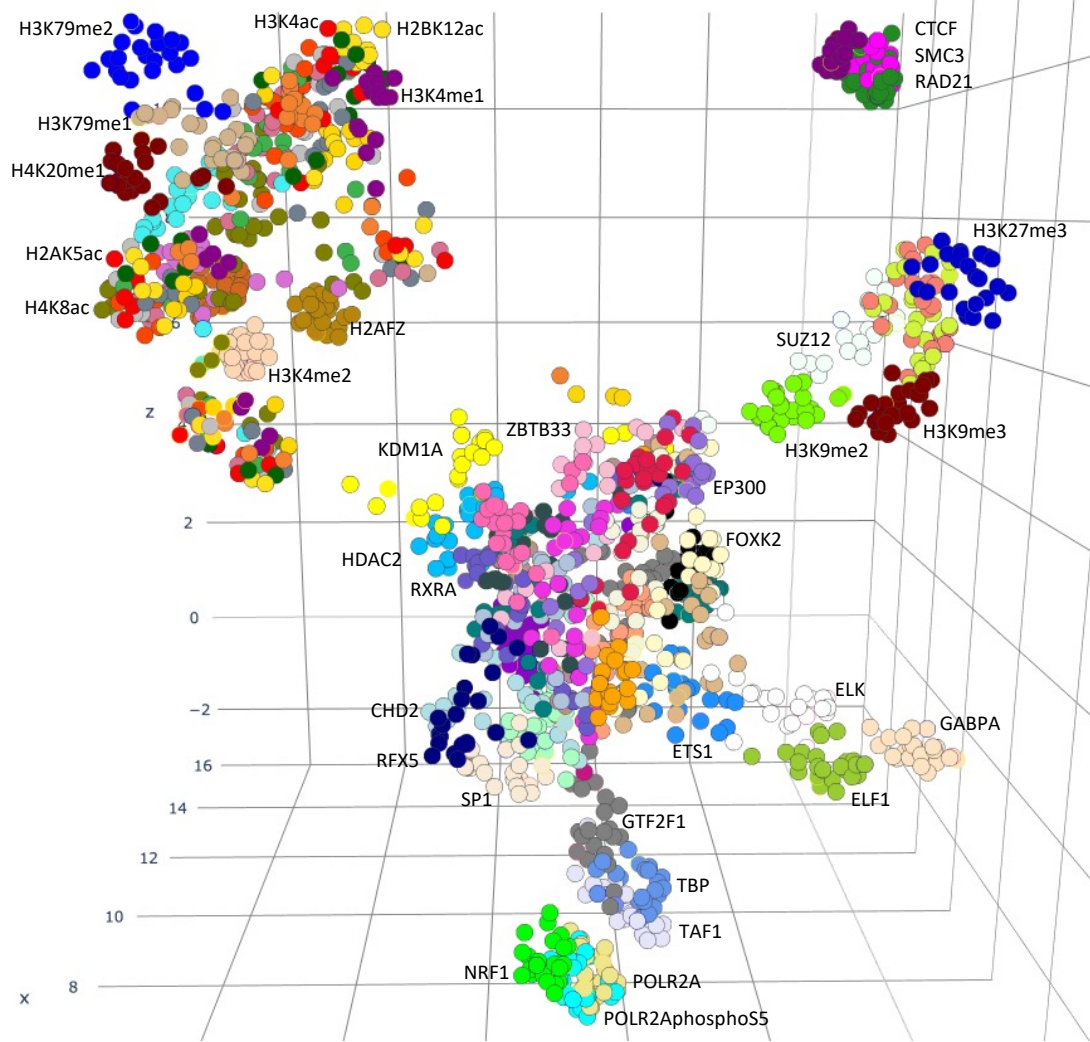 H3K79me2
H3K4ac
H2BK12ac
CTCF
SMC3
RAD21
H3K4me1
H3K79me1
H4K20me1
H3K27me3
H2AK5ac
H4K8ac
H2AFZ
6
SUZ12
H3K4me2
z
ZBTB33
KDM1A
H3K9me3
H3K9me2
EP300
2
FOXK2
HDAC2
RXRA
0
ELK
CHD2
−2
GABPA
ETS1
RFX5
16
SP1
ELF1
14
GTF2F1
12
TBP
10
TAF1
NRF1
POLR2A
x
8
POLR2AphosphoS5